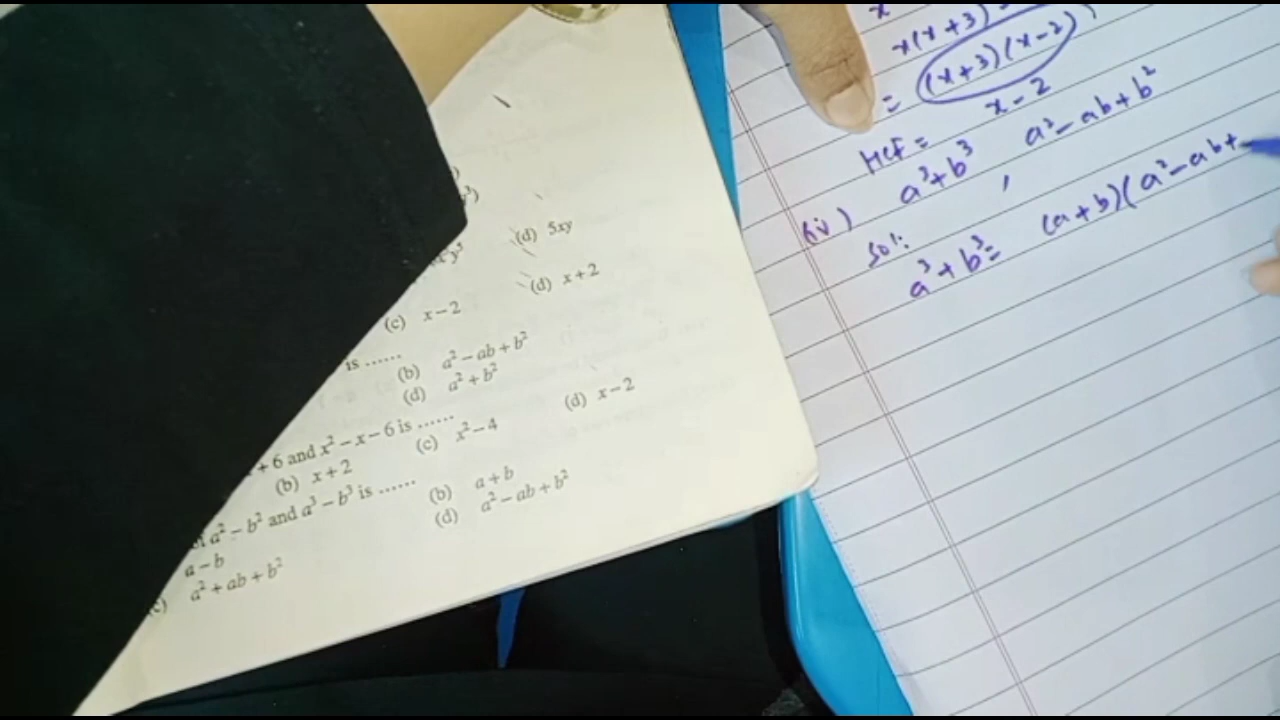 (d) 5xy
(c) x−2 (d) x+2
is ......
(b) a²−ab+b²
(d) a²+b²
+6 and x²−x−6 is ......
(b) x+2 (c) x²−4 (d) x−2
a²−b² and a³−b³ is ......
a−b (b) a+b
a²+ab+b² (d) a²−ab+b²
x(x+3)
= (x+3)(x−2)
HCF = x−2
(iv) a³+b³ , a²−ab+b²
Sol:
a³+b³= (a+b)(a²−ab+